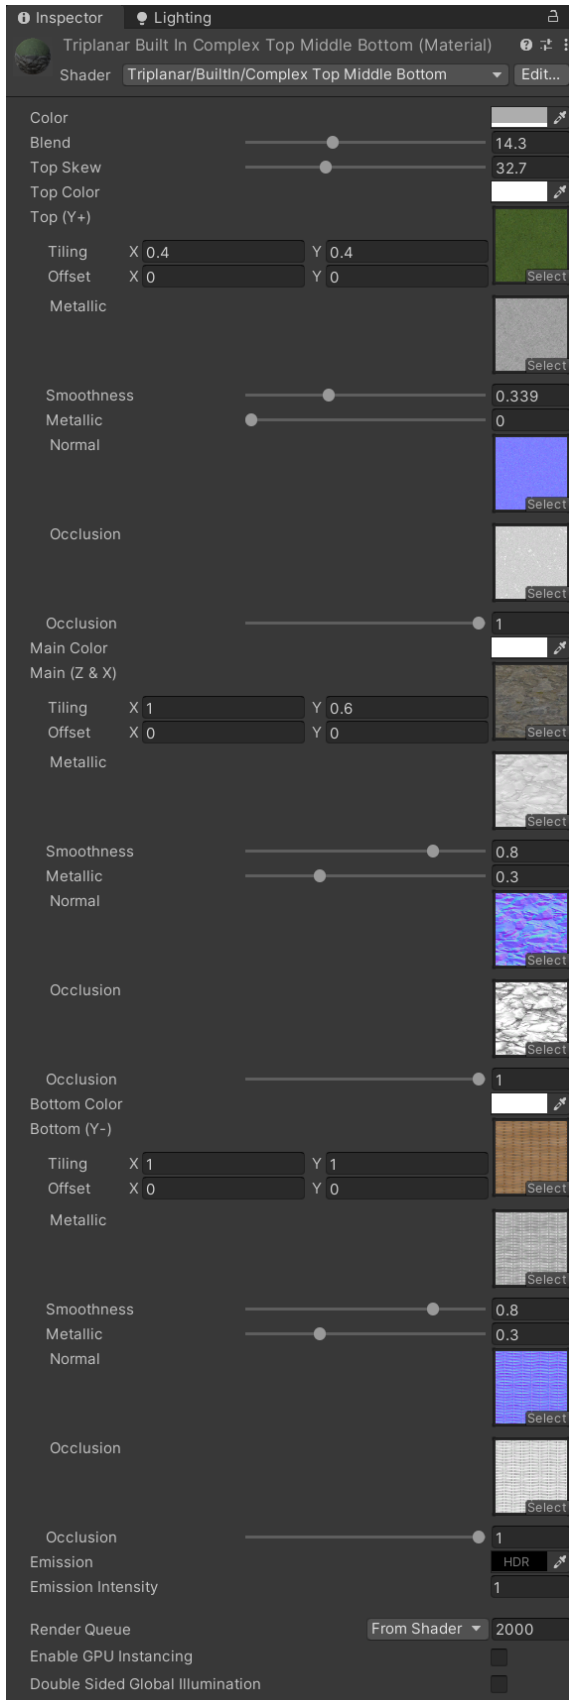 Inspector Lighting
Triplanar Built In Complex Top Middle Bottom (Material)
Shader Triplanar/BuiltIn/Complex Top Middle Bottom Edit...
Color
Blend 14.3
Top Skew 32.7
Top Color
Top (Y+)
Tiling X 0.4 Y 0.4
Offset X 0 Y 0
Select
Metallic
Select
Smoothness 0.339
Metallic 0
Normal
Select
Occlusion
Select
Occlusion 1
Main Color
Main (Z & X)
Tiling X 1 Y 0.6
Offset X 0 Y 0
Select
Metallic
Select
Smoothness 0.8
Metallic 0.3
Normal
Select
Occlusion
Select
Occlusion 1
Bottom Color
Bottom (Y-)
Tiling X 1 Y 1
Offset X 0 Y 0
Select
Metallic
Select
Smoothness 0.8
Metallic 0.3
Normal
Select
Occlusion
Select
Occlusion 1
Emission HDR
Emission Intensity 1
Render Queue From Shader 2000
Enable GPU Instancing
Double Sided Global Illumination